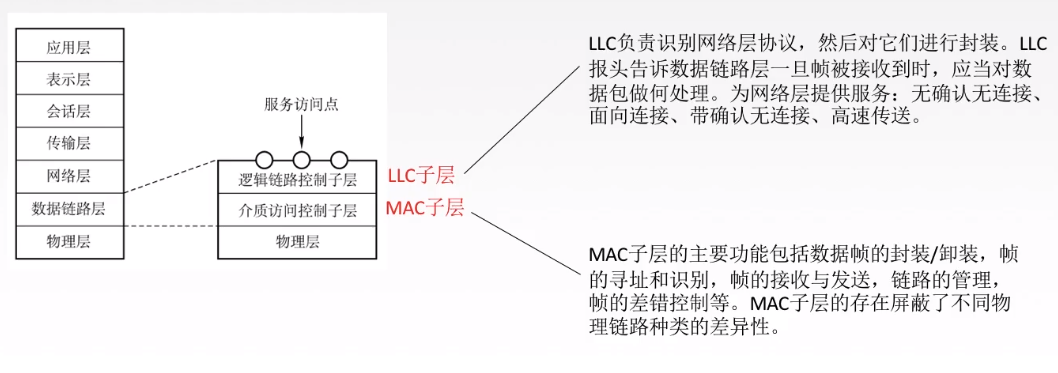 应用层
表示层
会话层
传输层
网络层
数据链路层
物理层
服务访问点
逻辑链路控制子层
介质访问控制子层
物理层
LLC子层
MAC子层
LLC负责识别网络层协议，然后对它们进行封装。LLC
报头告诉数据链路层一旦帧被接收到时，应当对数
据包做何处理。为网络层提供服务：无确认无连接、
面向连接、带确认无连接、高速传送。
MAC子层的主要功能包括数据帧的封装/卸装，帧
的寻址和识别，帧的接收与发送，链路的管理，
帧的差错控制等。MAC子层的存在屏蔽了不同物
理链路种类的差异性。